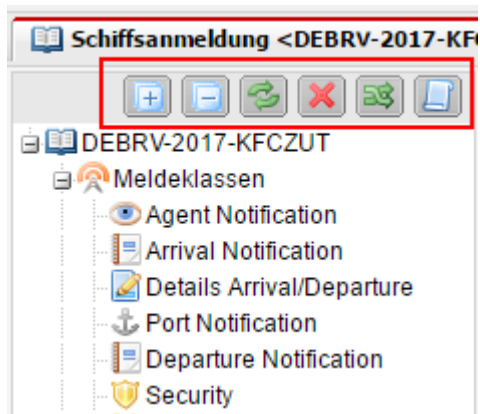 Schiffsanmeldung <DEBRV-2017-KF
DEBRV-2017-KFCZUT
Meldeklassen
Agent Notification
Arrival Notification
Details Arrival/Departure
Port Notification
Departure Notification
Security